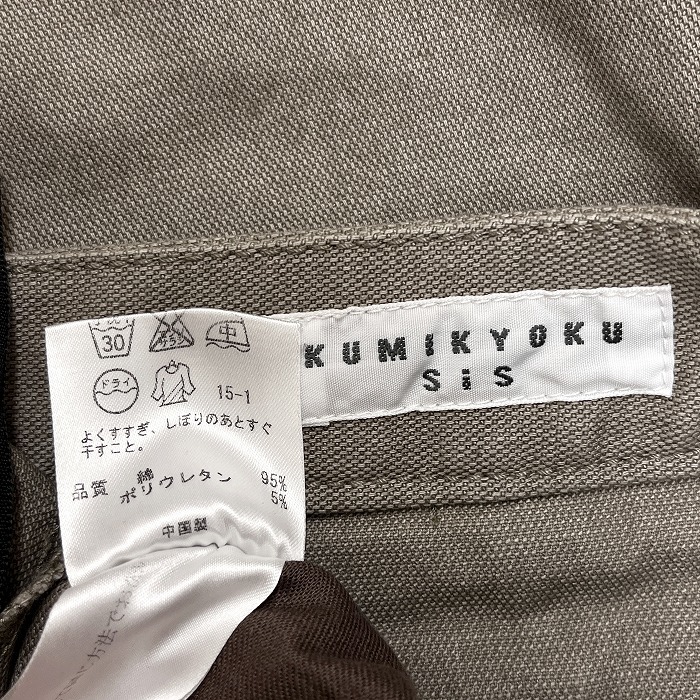 KUMIKYOKU
SiS
30
中
ドライ
15-1
よくすすぎ、しぼりのあとすぐ
干すこと。
品質 綿 95%
ポリウレタン 5%
中国製